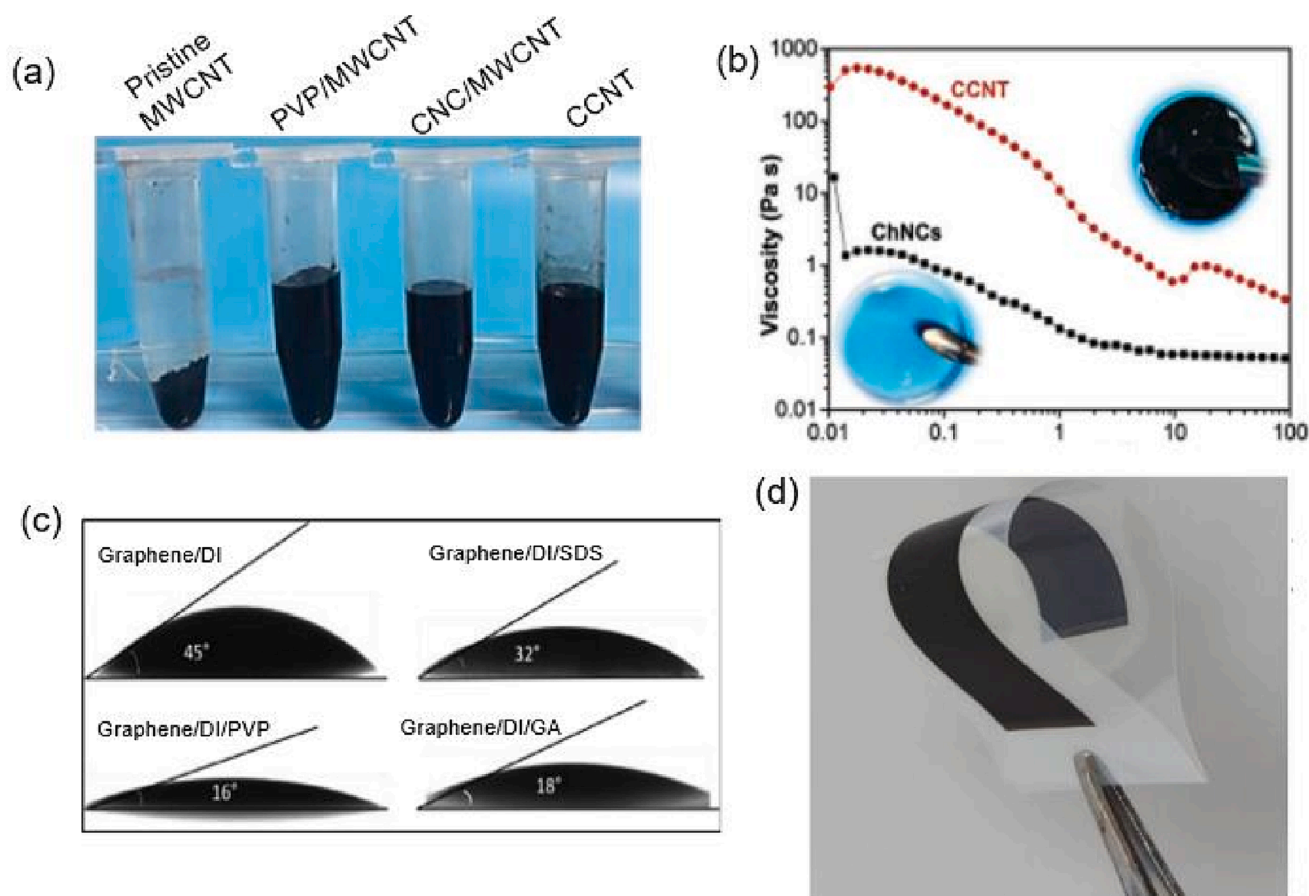 (a)
Pristine
MWCNT
PVP/MWCNT
CNC/MWCNT
CCNT
(b)
1000
100
10
1
0.1
0.01
Viscosity (Pa s)
CCNT
ChNCs
0.01 0.1 1 10 100
(c)
Graphene/DI
45°
Graphene/DI/SDS
32°
Graphene/DI/PVP
16°
Graphene/DI/GA
18°
(d)